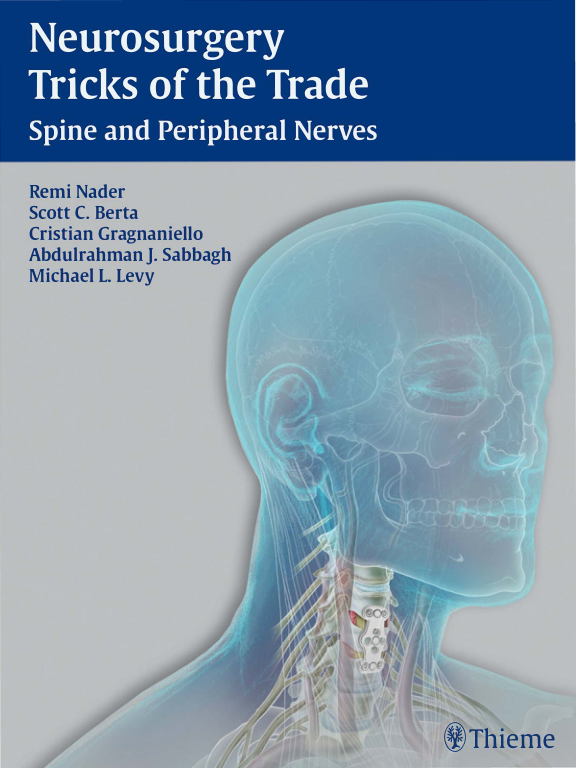 Neurosurgery
Tricks of the Trade
Spine and Peripheral Nerves
Remi Nader
Scott C. Berta
Cristian Gragnaniello
Abdulrahman J. Sabbagh
Michael L. Levy
Thieme